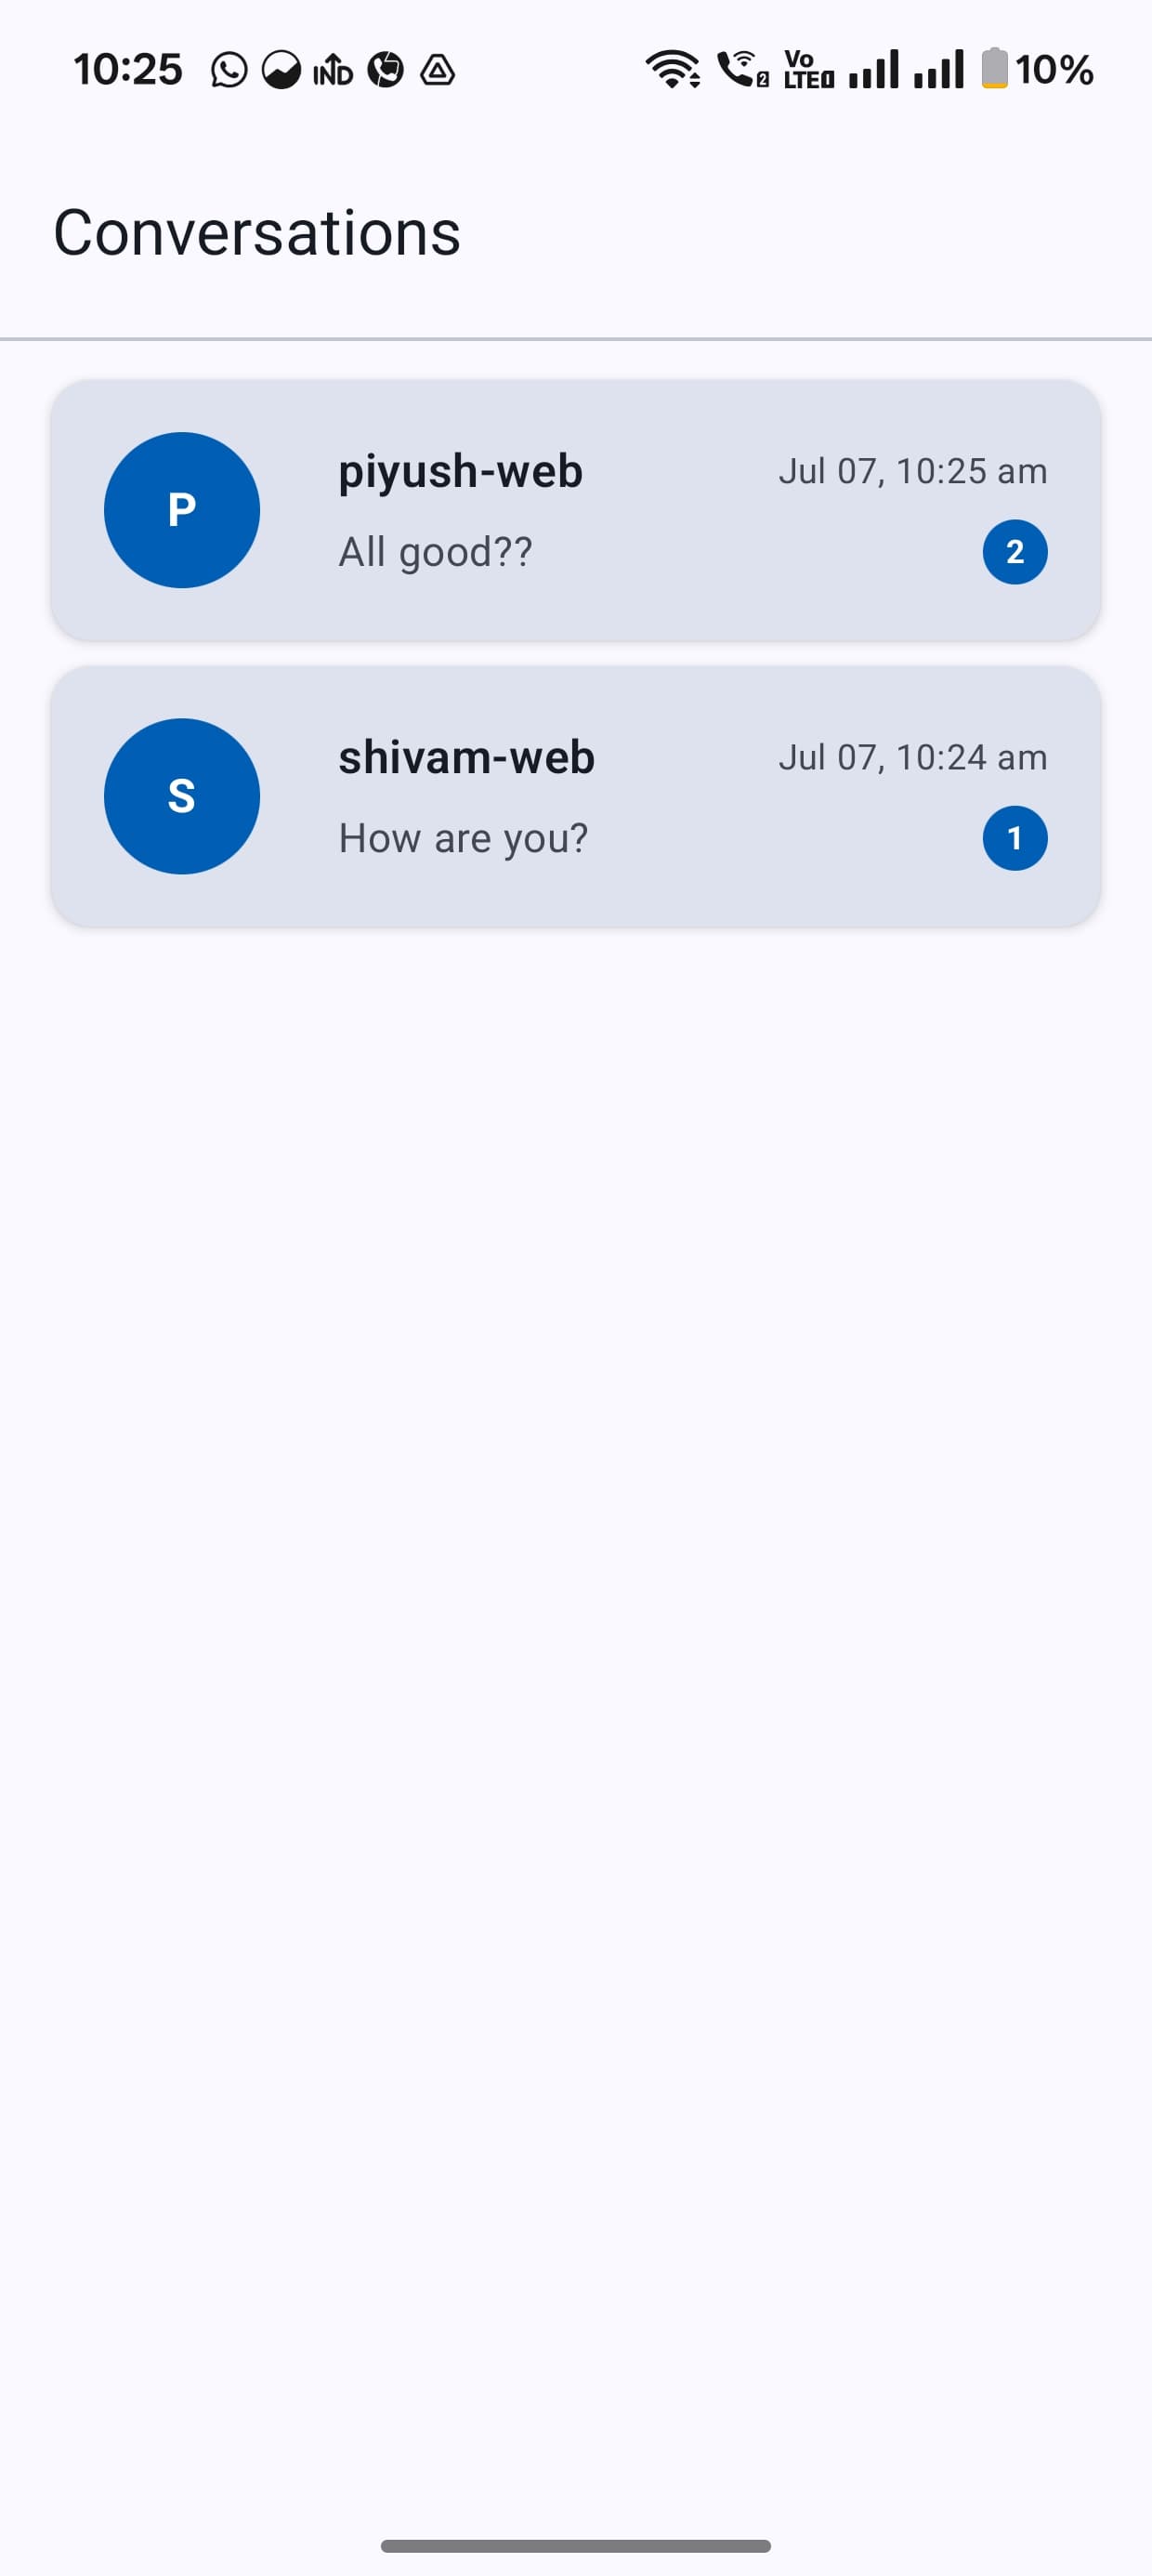 10:25 IND 2 Vo LTE 10%
Conversations
P
piyush-web Jul 07, 10:25 am
All good?? 2
S
shivam-web Jul 07, 10:24 am
How are you? 1